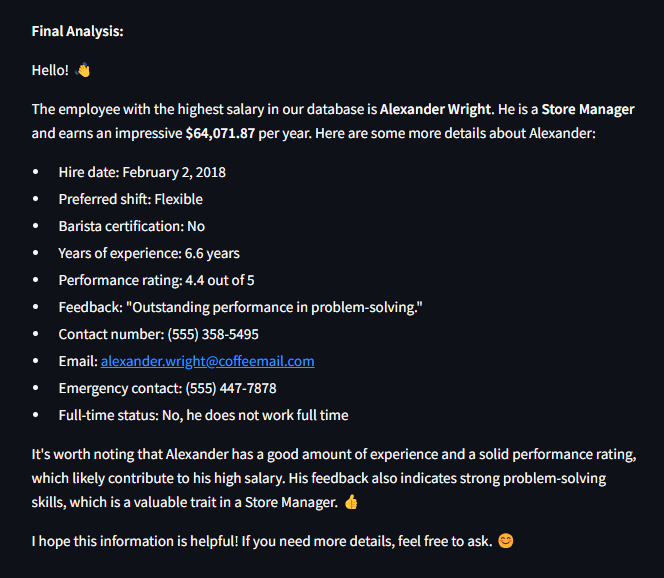 Final Analysis:
Hello! 👋
The employee with the highest salary in our database is Alexander Wright. He is a Store Manager
and earns an impressive $64,071.87 per year. Here are some more details about Alexander:
• Hire date: February 2, 2018
• Preferred shift: Flexible
• Barista certification: No
• Years of experience: 6.6 years
• Performance rating: 4.4 out of 5
• Feedback: "Outstanding performance in problem-solving."
• Contact number: (555) 358-5495
• Email: alexander.wright@coffeemail.com
• Emergency contact: (555) 447-7878
• Full-time status: No, he does not work full time
It's worth noting that Alexander has a good amount of experience and a solid performance rating,
which likely contribute to his high salary. His feedback also indicates strong problem-solving
skills, which is a valuable trait in a Store Manager. 👍
I hope this information is helpful! If you need more details, feel free to ask. 😊